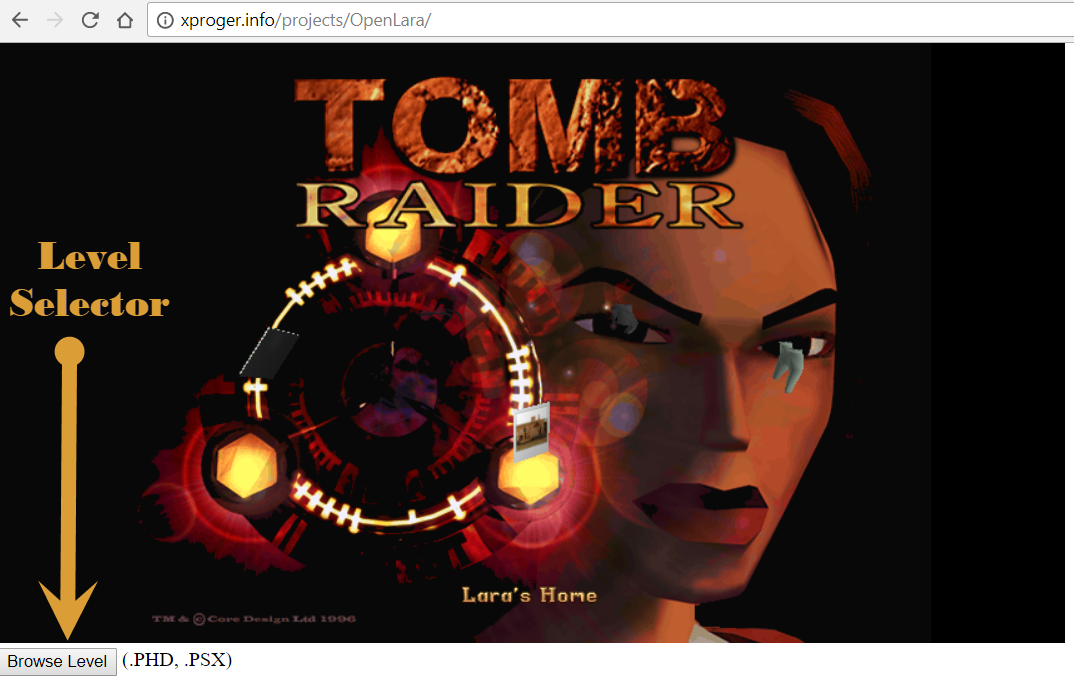 xproger.info/projects/OpenLara/
TOMB
RAIDER
Level
Selector
Lara's Home
TM & © Core Design Ltd 1996
Browse Level (.PHD, .PSX)